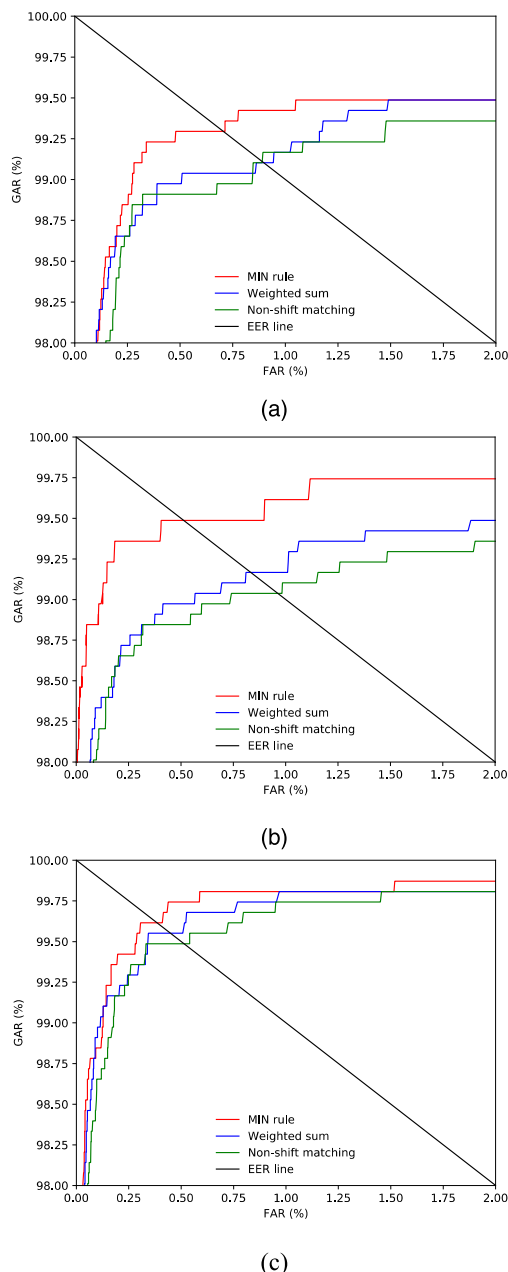 100.00
99.75
99.50
99.25
99.00
98.75
98.50
98.25
98.00
GAR (%)
MIN rule
Weighted sum
Non-shift matching
EER line
0.00 0.25 0.50 0.75 1.00 1.25 1.50 1.75 2.00
FAR (%)
(a)
100.00
99.75
99.50
99.25
99.00
98.75
98.50
98.25
98.00
GAR (%)
MIN rule
Weighted sum
Non-shift matching
EER line
0.00 0.25 0.50 0.75 1.00 1.25 1.50 1.75 2.00
FAR (%)
(b)
100.00
99.75
99.50
99.25
99.00
98.75
98.50
98.25
98.00
GAR (%)
MIN rule
Weighted sum
Non-shift matching
EER line
0.00 0.25 0.50 0.75 1.00 1.25 1.50 1.75 2.00
FAR (%)
(c)